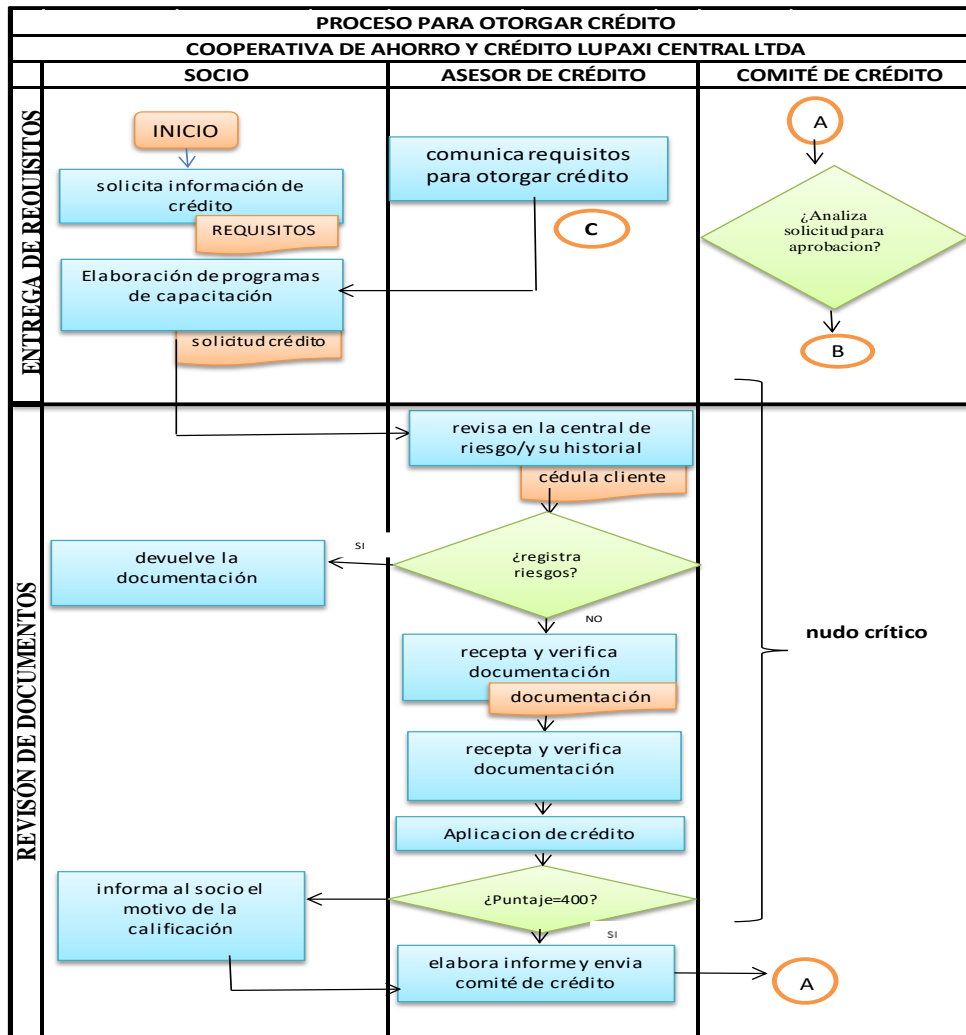 PROCESO PARA OTORGAR CRÉDITO
COOPERATIVA DE AHORRO Y CRÉDITO LUPAXI CENTRAL LTDA
SOCIO
ASESOR DE CRÉDITO
COMITÉ DE CRÉDITO
ENTREGA DE REQUISITOS
INICIO
solicita información de
crédito
REQUISITOS
Elaboración de programas
de capacitación
solicitud crédito
comunica requisitos
para otorgar crédito
C
A
¿Analiza
solicitud para
aprobacion?
B
REVISÓN DE DOCUMENTOS
revisa en la central de
riesgo/y su historial
cédula cliente
¿registra
riesgos?
SI
devuelve la
documentación
NO
recepta y verifica
documentación
documentación
recepta y verifica
documentación
Aplicacion de crédito
¿Puntaje=400?
informa al socio el
motivo de la
calificación
SI
elabora informe y envia
comité de crédito
A
nudo crítico